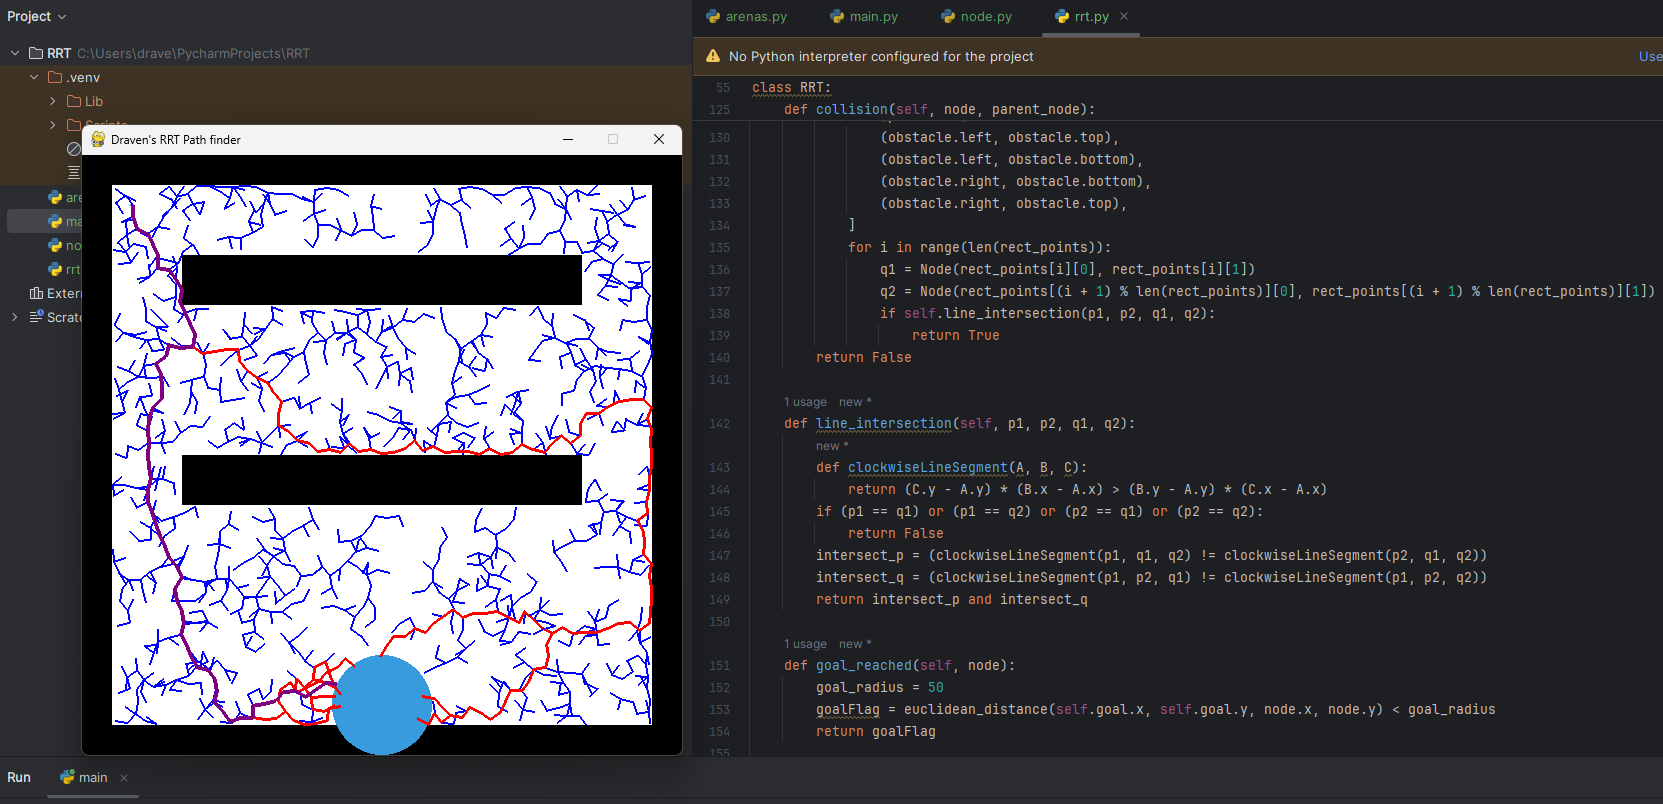 Project
RRT C:\Users\drave\PycharmProjects\RRT
.venv
Lib
Scripts
Draven's RRT Path finder
are
ma
no
rrt
Extern
Scratc
arenas.py main.py node.py rrt.py
No Python interpreter configured for the project Use
55 class RRT:
125 def collision(self, node, parent_node):
130 (obstacle.left, obstacle.top),
131 (obstacle.left, obstacle.bottom),
132 (obstacle.right, obstacle.bottom),
133 (obstacle.right, obstacle.top),
134 ]
135 for i in range(len(rect_points)):
136 q1 = Node(rect_points[i][0], rect_points[i][1])
137 q2 = Node(rect_points[(i + 1) % len(rect_points)][0], rect_points[(i + 1) % len(rect_points)][1])
138 if self.line_intersection(p1, p2, q1, q2):
139 return True
140 return False
141
1 usage new *
142 def line_intersection(self, p1, p2, q1, q2):
new *
143 def clockwiseLineSegment(A, B, C):
144 return (C.y - A.y) * (B.x - A.x) > (B.y - A.y) * (C.x - A.x)
145 if (p1 == q1) or (p1 == q2) or (p2 == q1) or (p2 == q2):
146 return False
147 intersect_p = (clockwiseLineSegment(p1, q1, q2) != clockwiseLineSegment(p2, q1, q2))
148 intersect_q = (clockwiseLineSegment(p1, p2, q1) != clockwiseLineSegment(p1, p2, q2))
149 return intersect_p and intersect_q
150
1 usage new *
151 def goal_reached(self, node):
152 goal_radius = 50
153 goalFlag = euclidean_distance(self.goal.x, self.goal.y, node.x, node.y) < goal_radius
154 return goalFlag
155
Run main